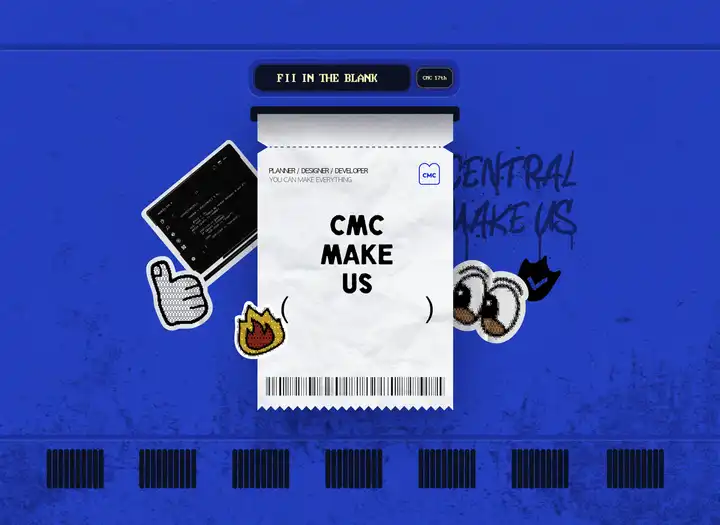 FII IN THE BLANK
CMC 17th
PLANNER / DESIGNER / DEVELOPER
YOU CAN MAKE EVERYTHING
CMC
CMC
MAKE
US
(            )
CENTRAL
MAKE US